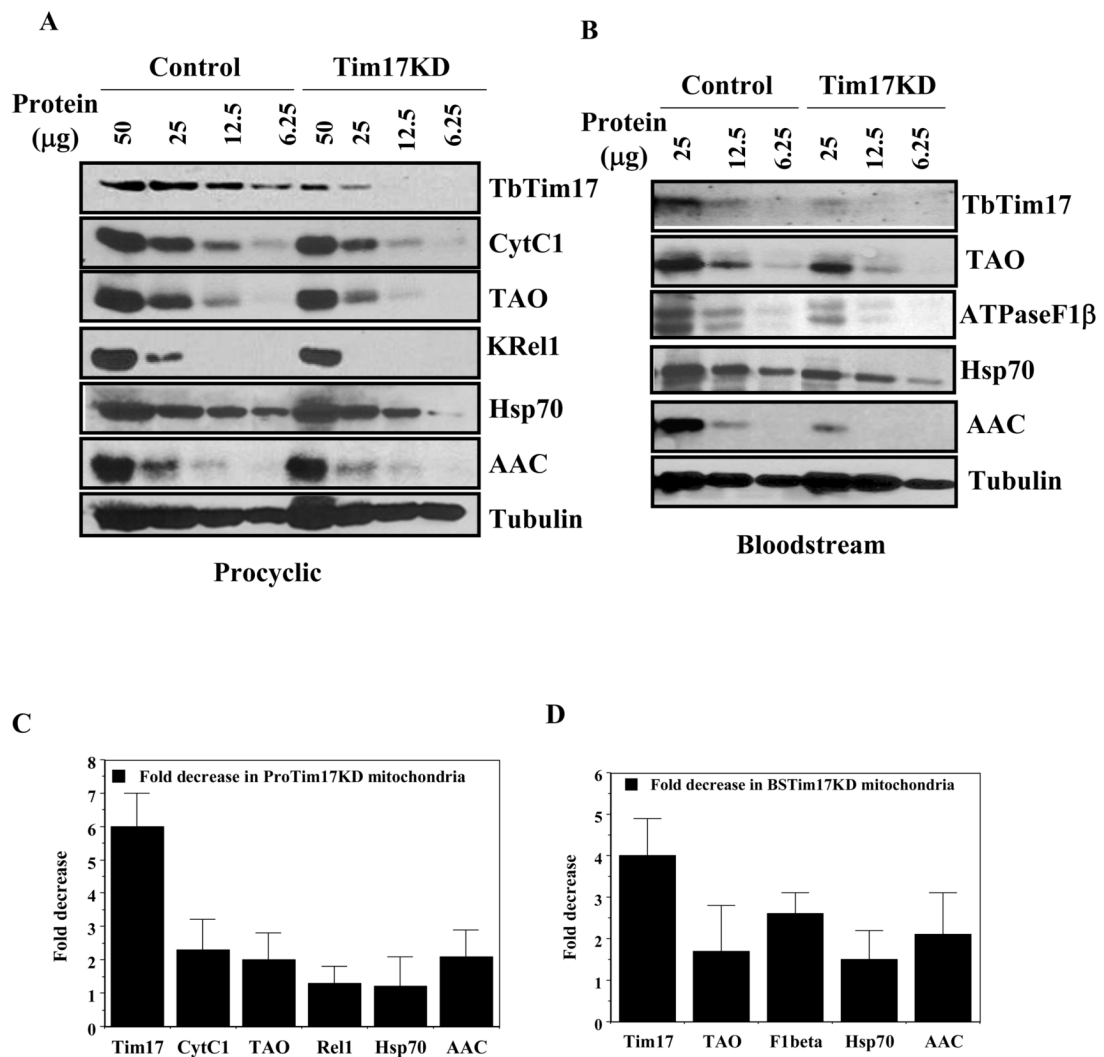 A
Control Tim17KD
Protein
(μg)
50 25 12.5 6.25 50 25 12.5 6.25
TbTim17
CytC1
TAO
KRel1
Hsp70
AAC
Tubulin
Procyclic
B
Control Tim17KD
Protein
(μg)
25 12.5 6.25 25 12.5 6.25
TbTim17
TAO
ATPaseF1β
Hsp70
AAC
Tubulin
Bloodstream
C
Fold decrease in ProTim17KD mitochondria
Fold decrease
8
7
6
5
4
3
2
1
0
Tim17 CytC1 TAO Rel1 Hsp70 AAC
D
Fold decrease in BSTim17KD mitochondria
Fold decrease
6
5
4
3
2
1
0
Tim17 TAO F1beta Hsp70 AAC